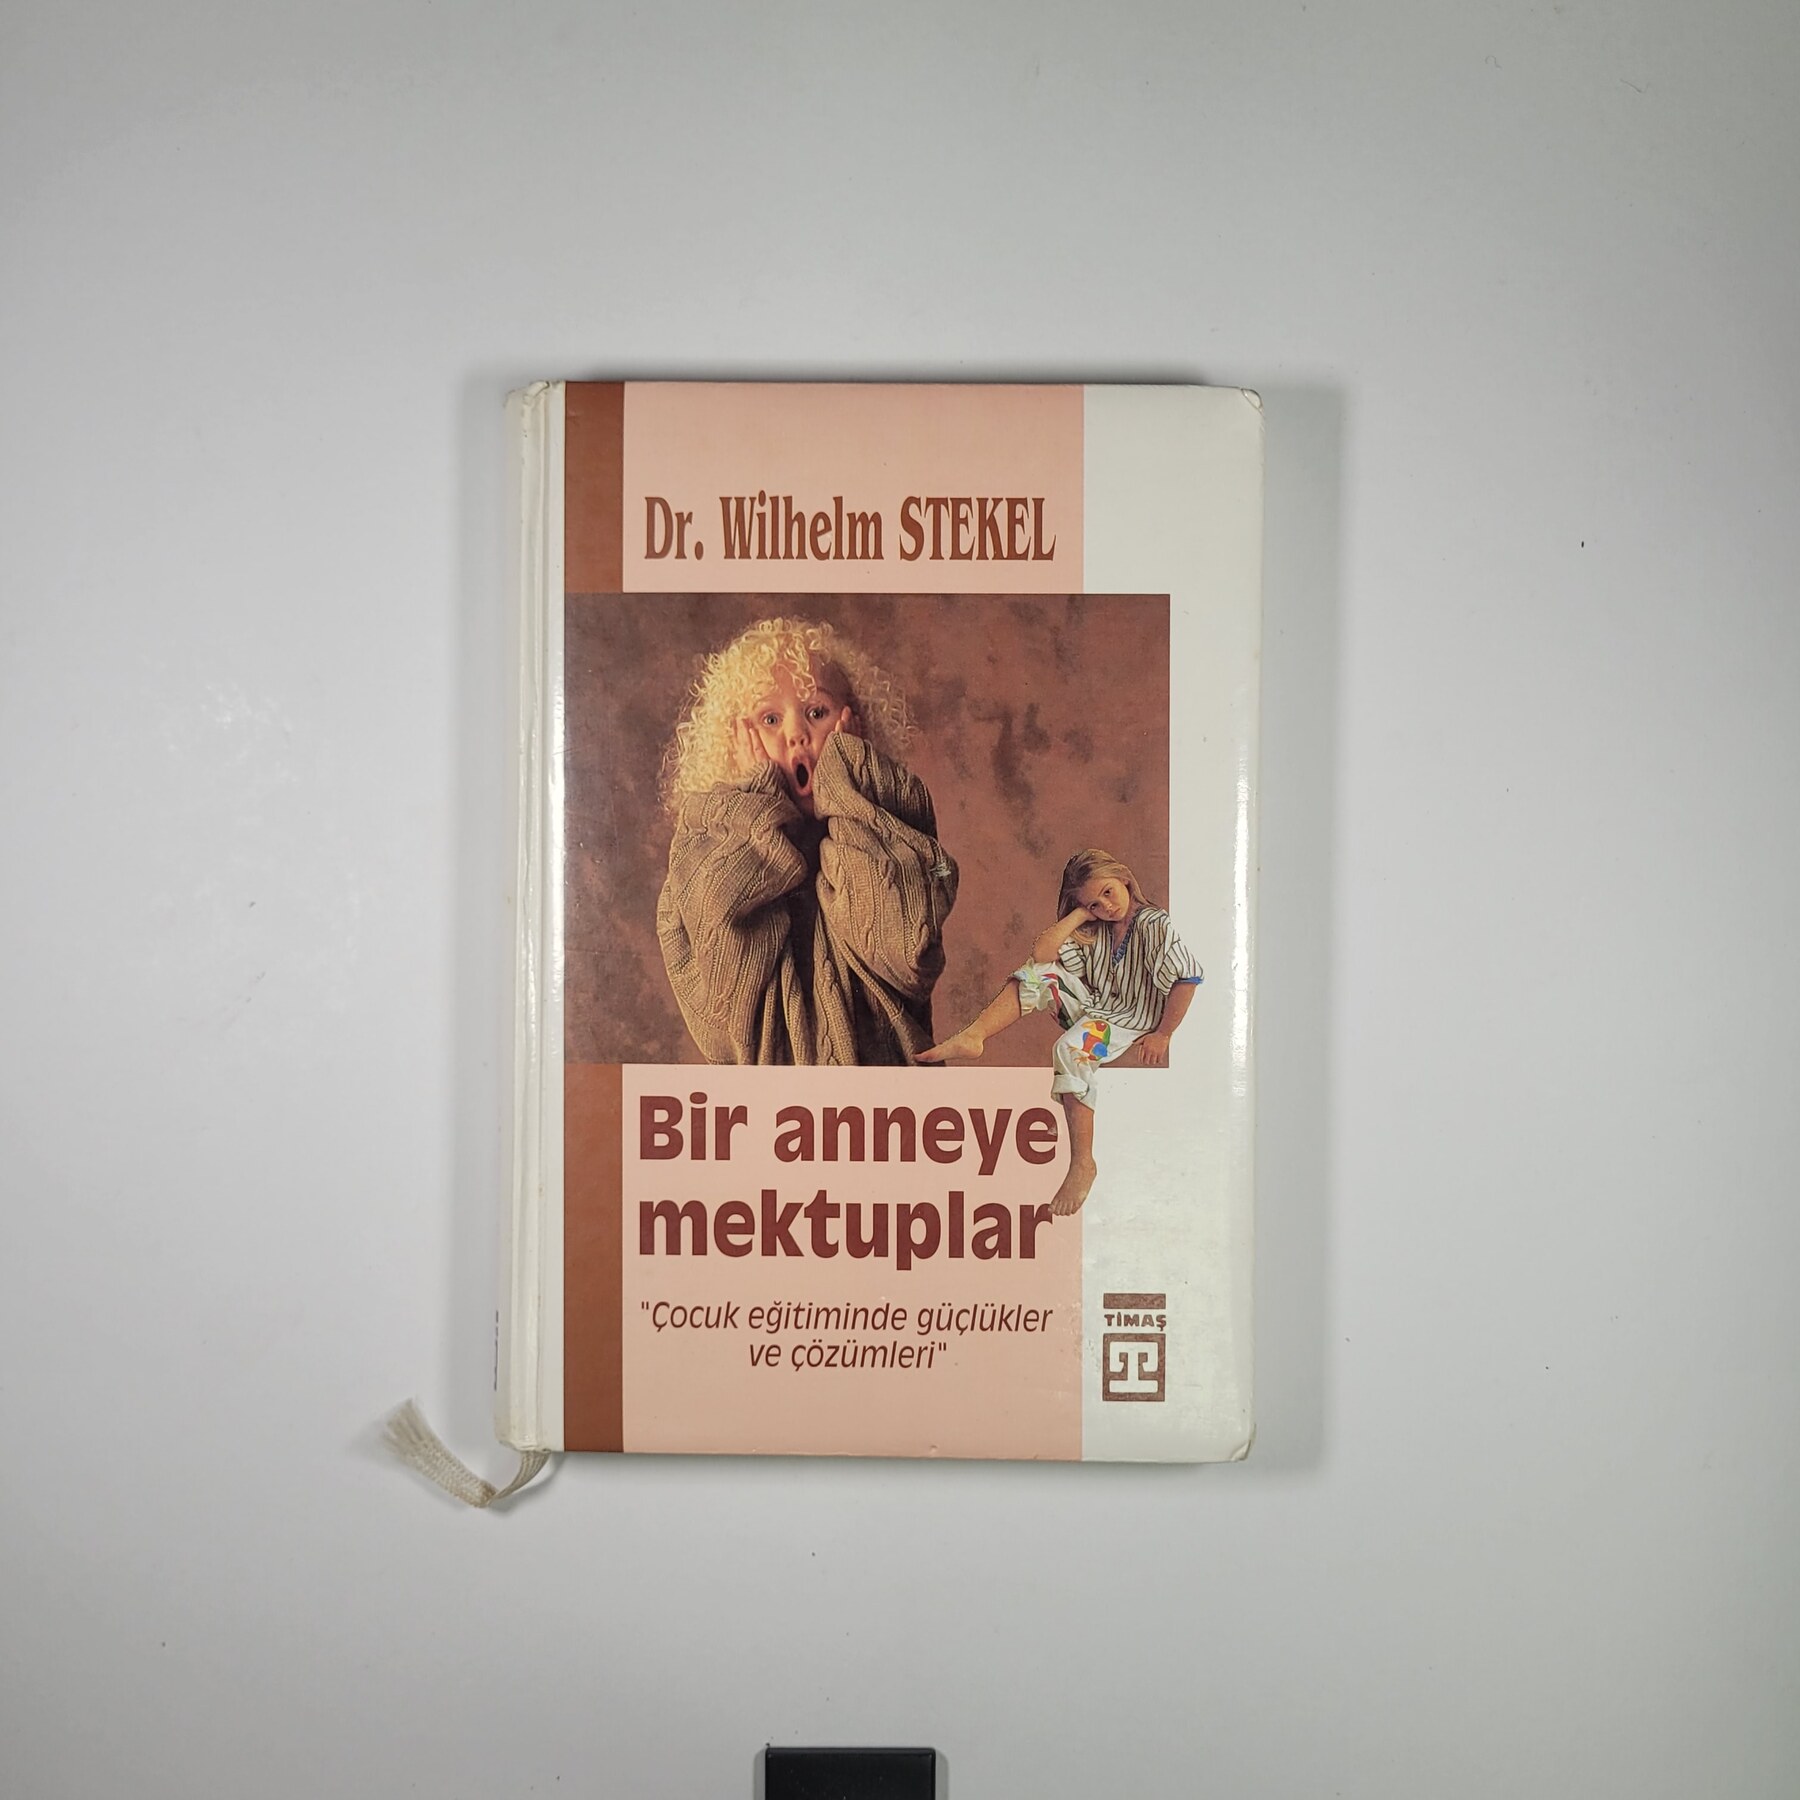 Dr. Wilhelm STEKEL
Bir anneye
mektuplar
"Çocuk eğitiminde güçlükler
ve çözümleri"
TİMAŞ